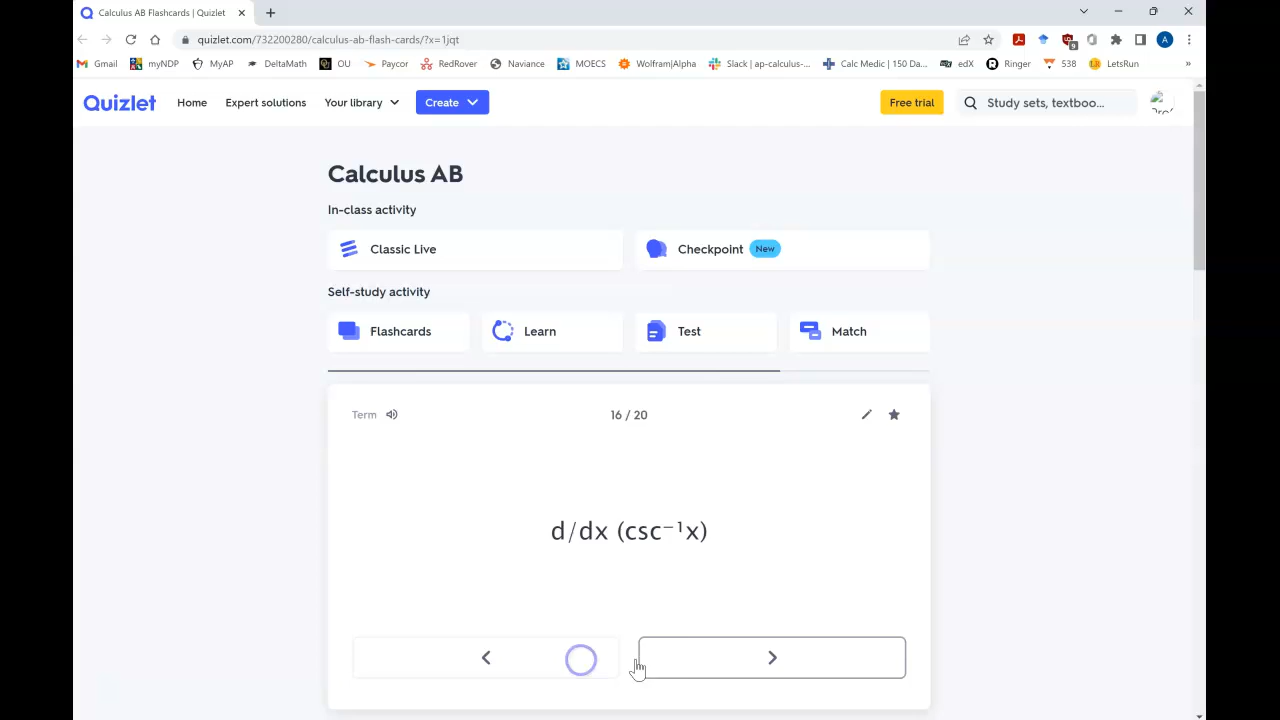 Calculus AB Flashcards | Quizlet
quizlet.com/732200280/calculus-ab-flash-cards/?x=1jqt
9
A
Gmail myNDP MyAP DeltaMath OU Paycor RedRover Naviance MOECS Wolfram|Alpha Slack | ap-calculus-... Calc Medic | 150 Da... edX Ringer 538 LetsRun »
Quizlet Home Expert solutions Your library Create Free trial Study sets, textboo...
Calculus AB
In-class activity
Classic Live Checkpoint New
Self-study activity
Flashcards Learn Test Match
Term 16 / 20
d/dx (csc⁻¹x)